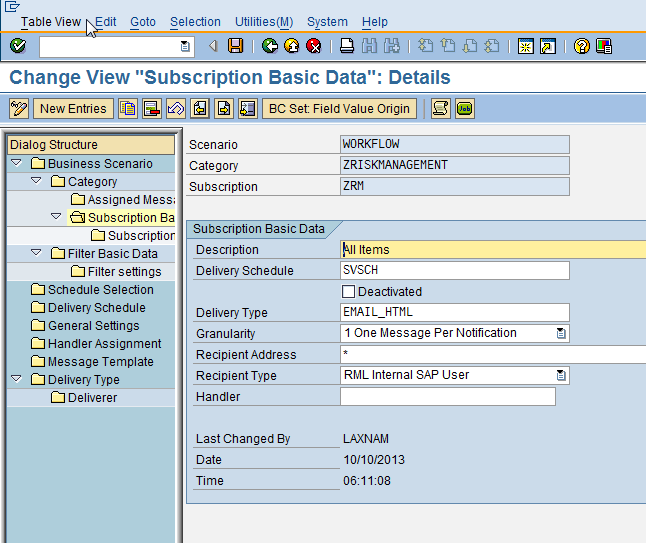 Table View Edit Goto Selection Utilities(M) System Help
Change View "Subscription Basic Data": Details
New Entries BC Set: Field Value Origin Job
Dialog Structure
Business Scenario
Category
Assigned Messa
Subscription Ba
Subscription
Filter Basic Data
Filter settings
Schedule Selection
Delivery Schedule
General Settings
Handler Assignment
Message Template
Delivery Type
Deliverer
Scenario WORKFLOW
Category ZRISKMANAGEMENT
Subscription ZRM
Subscription Basic Data
Description All Items
Delivery Schedule SVSCH
Deactivated
Delivery Type EMAIL_HTML
Granularity 1 One Message Per Notification
Recipient Address *
Recipient Type RML Internal SAP User
Handler
Last Changed By LAXNAM
Date 10/10/2013
Time 06:11:08